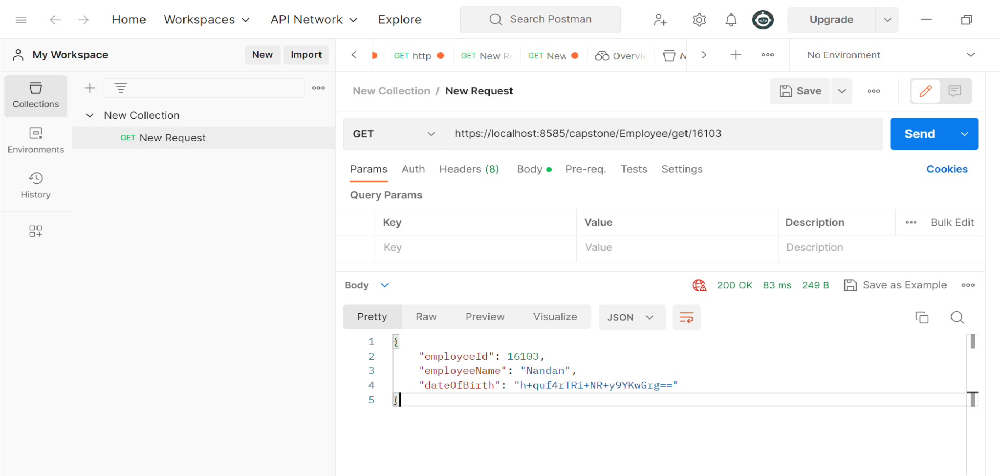 Home Workspaces API Network Explore Search Postman Upgrade
My Workspace New Import
GET http GET New Re GET New Overvie N No Environment
Collections
Environments
History
New Collection
GET New Request
New Collection / New Request Save
GET https://localhost:8585/capstone/Employee/get/16103 Send
Params Auth Headers (8) Body Pre-req. Tests Settings Cookies
Query Params
Key Value Description Bulk Edit
Key Value Description
Body 200 OK 83 ms 249 B Save as Example
Pretty Raw Preview Visualize JSON
1 {
2 "employeeId": 16103,
3 "employeeName": "Nandan",
4 "dateOfBirth": "h+quf4rTRi+NR+y9YKwGrg=="
5 }